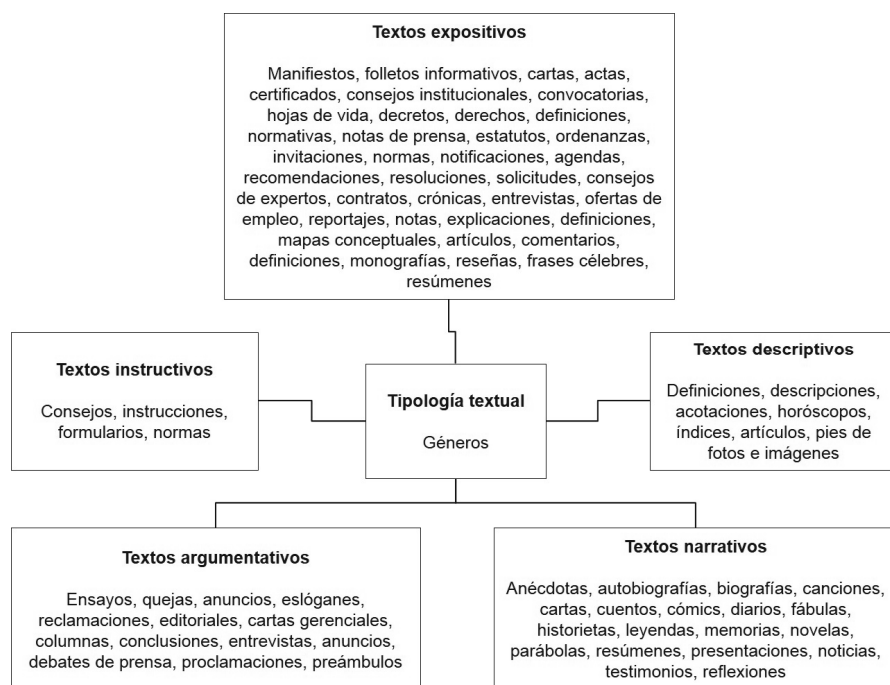 Textos expositivos
Manifiestos, folletos informativos, cartas, actas,
certificados, consejos institucionales, convocatorias,
hojas de vida, decretos, derechos, definiciones,
normativas, notas de prensa, estatutos, ordenanzas,
invitaciones, normas, notificaciones, agendas,
recomendaciones, resoluciones, solicitudes, consejos
de expertos, contratos, crónicas, entrevistas, ofertas de
empleo, reportajes, notas, explicaciones, definiciones,
mapas conceptuales, artículos, comentarios,
definiciones, monografías, reseñas, frases célebres,
resúmenes
Textos instructivos
Consejos, instrucciones,
formularios, normas
Tipología textual
Géneros
Textos descriptivos
Definiciones, descripciones,
acotaciones, horóscopos,
índices, artículos, pies de
fotos e imágenes
Textos argumentativos
Ensayos, quejas, anuncios, eslóganes,
reclamaciones, editoriales, cartas gerenciales,
columnas, conclusiones, entrevistas, anuncios,
debates de prensa, proclamaciones, preámbulos
Textos narrativos
Anécdotas, autobiografías, biografías, canciones,
cartas, cuentos, cómics, diarios, fábulas,
historietas, leyendas, memorias, novelas,
parábolas, resúmenes, presentaciones, noticias,
testimonios, reflexiones